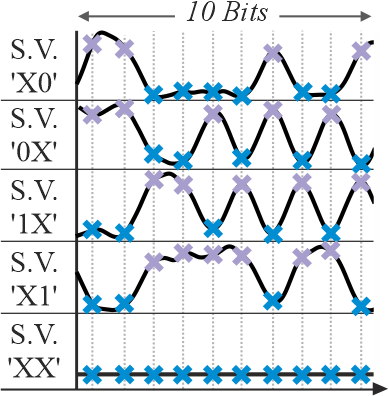 10 Bits
S.V.
'X0'
S.V.
'0X'
S.V.
'1X'
S.V.
'X1'
S.V.
'XX'